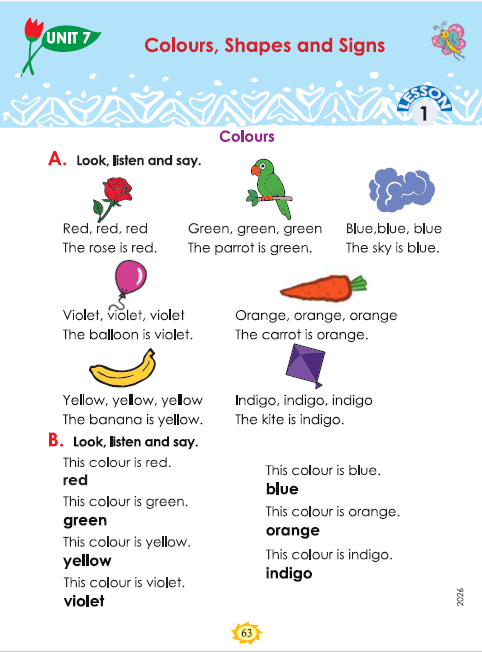 UNIT 7
Colours, Shapes and Signs
LESSON
1
Colours
A. Look, listen and say.
Red, red, red
The rose is red.
Green, green, green
The parrot is green.
Blue,blue, blue
The sky is blue.
Violet, violet, violet
The balloon is violet.
Orange, orange, orange
The carrot is orange.
Yellow, yellow, yellow
The banana is yellow.
Indigo, indigo, indigo
The kite is indigo.
B. Look, listen and say.
This colour is red.
red
This colour is green.
green
This colour is yellow.
yellow
This colour is violet.
violet
This colour is blue.
blue
This colour is orange.
orange
This colour is indigo.
indigo
2026
63